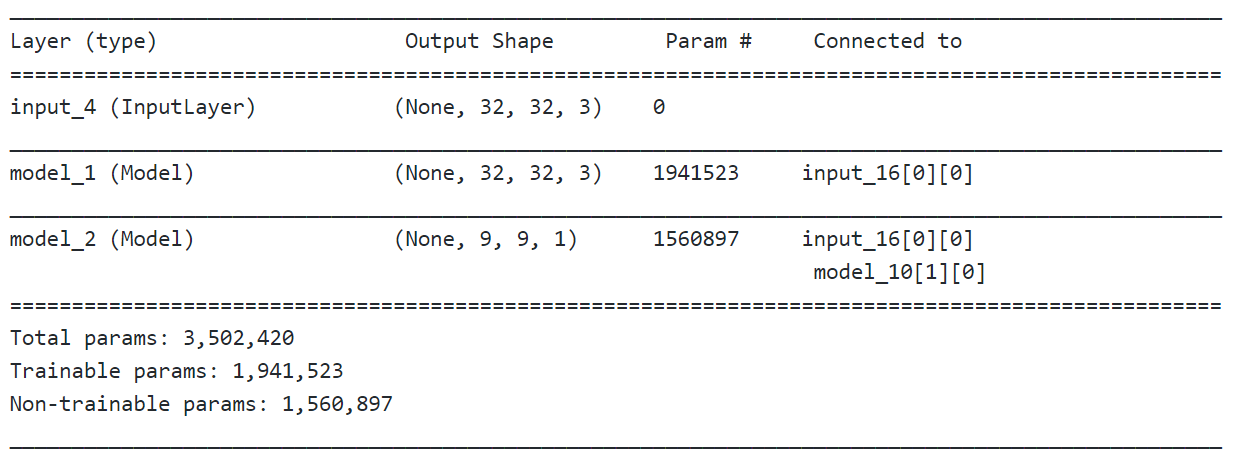 Layer (type) Output Shape Param # Connected to
==================================================================================================
input_4 (InputLayer) (None, 32, 32, 3) 0
__________________________________________________________________________________________________
model_1 (Model) (None, 32, 32, 3) 1941523 input_16[0][0]
__________________________________________________________________________________________________
model_2 (Model) (None, 9, 9, 1) 1560897 input_16[0][0]
model_10[1][0]
==================================================================================================
Total params: 3,502,420
Trainable params: 1,941,523
Non-trainable params: 1,560,897
__________________________________________________________________________________________________